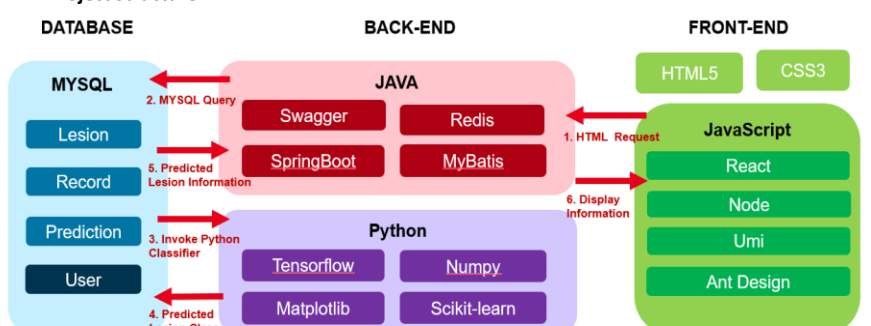 DATABASE
BACK-END
FRONT-END
MYSQL
Lesion
Record
Prediction
User
2. MYSQL Query
5. Predicted
Lesion Information
3. Invoke Python
Classifier
4. Predicted
JAVA
Swagger
Redis
SpringBoot
MyBatis
Python
Tensorflow
Numpy
Matplotlib
Scikit-learn
1. HTML Request
6. Display
Information
HTML5
CSS3
JavaScript
React
Node
Umi
Ant Design